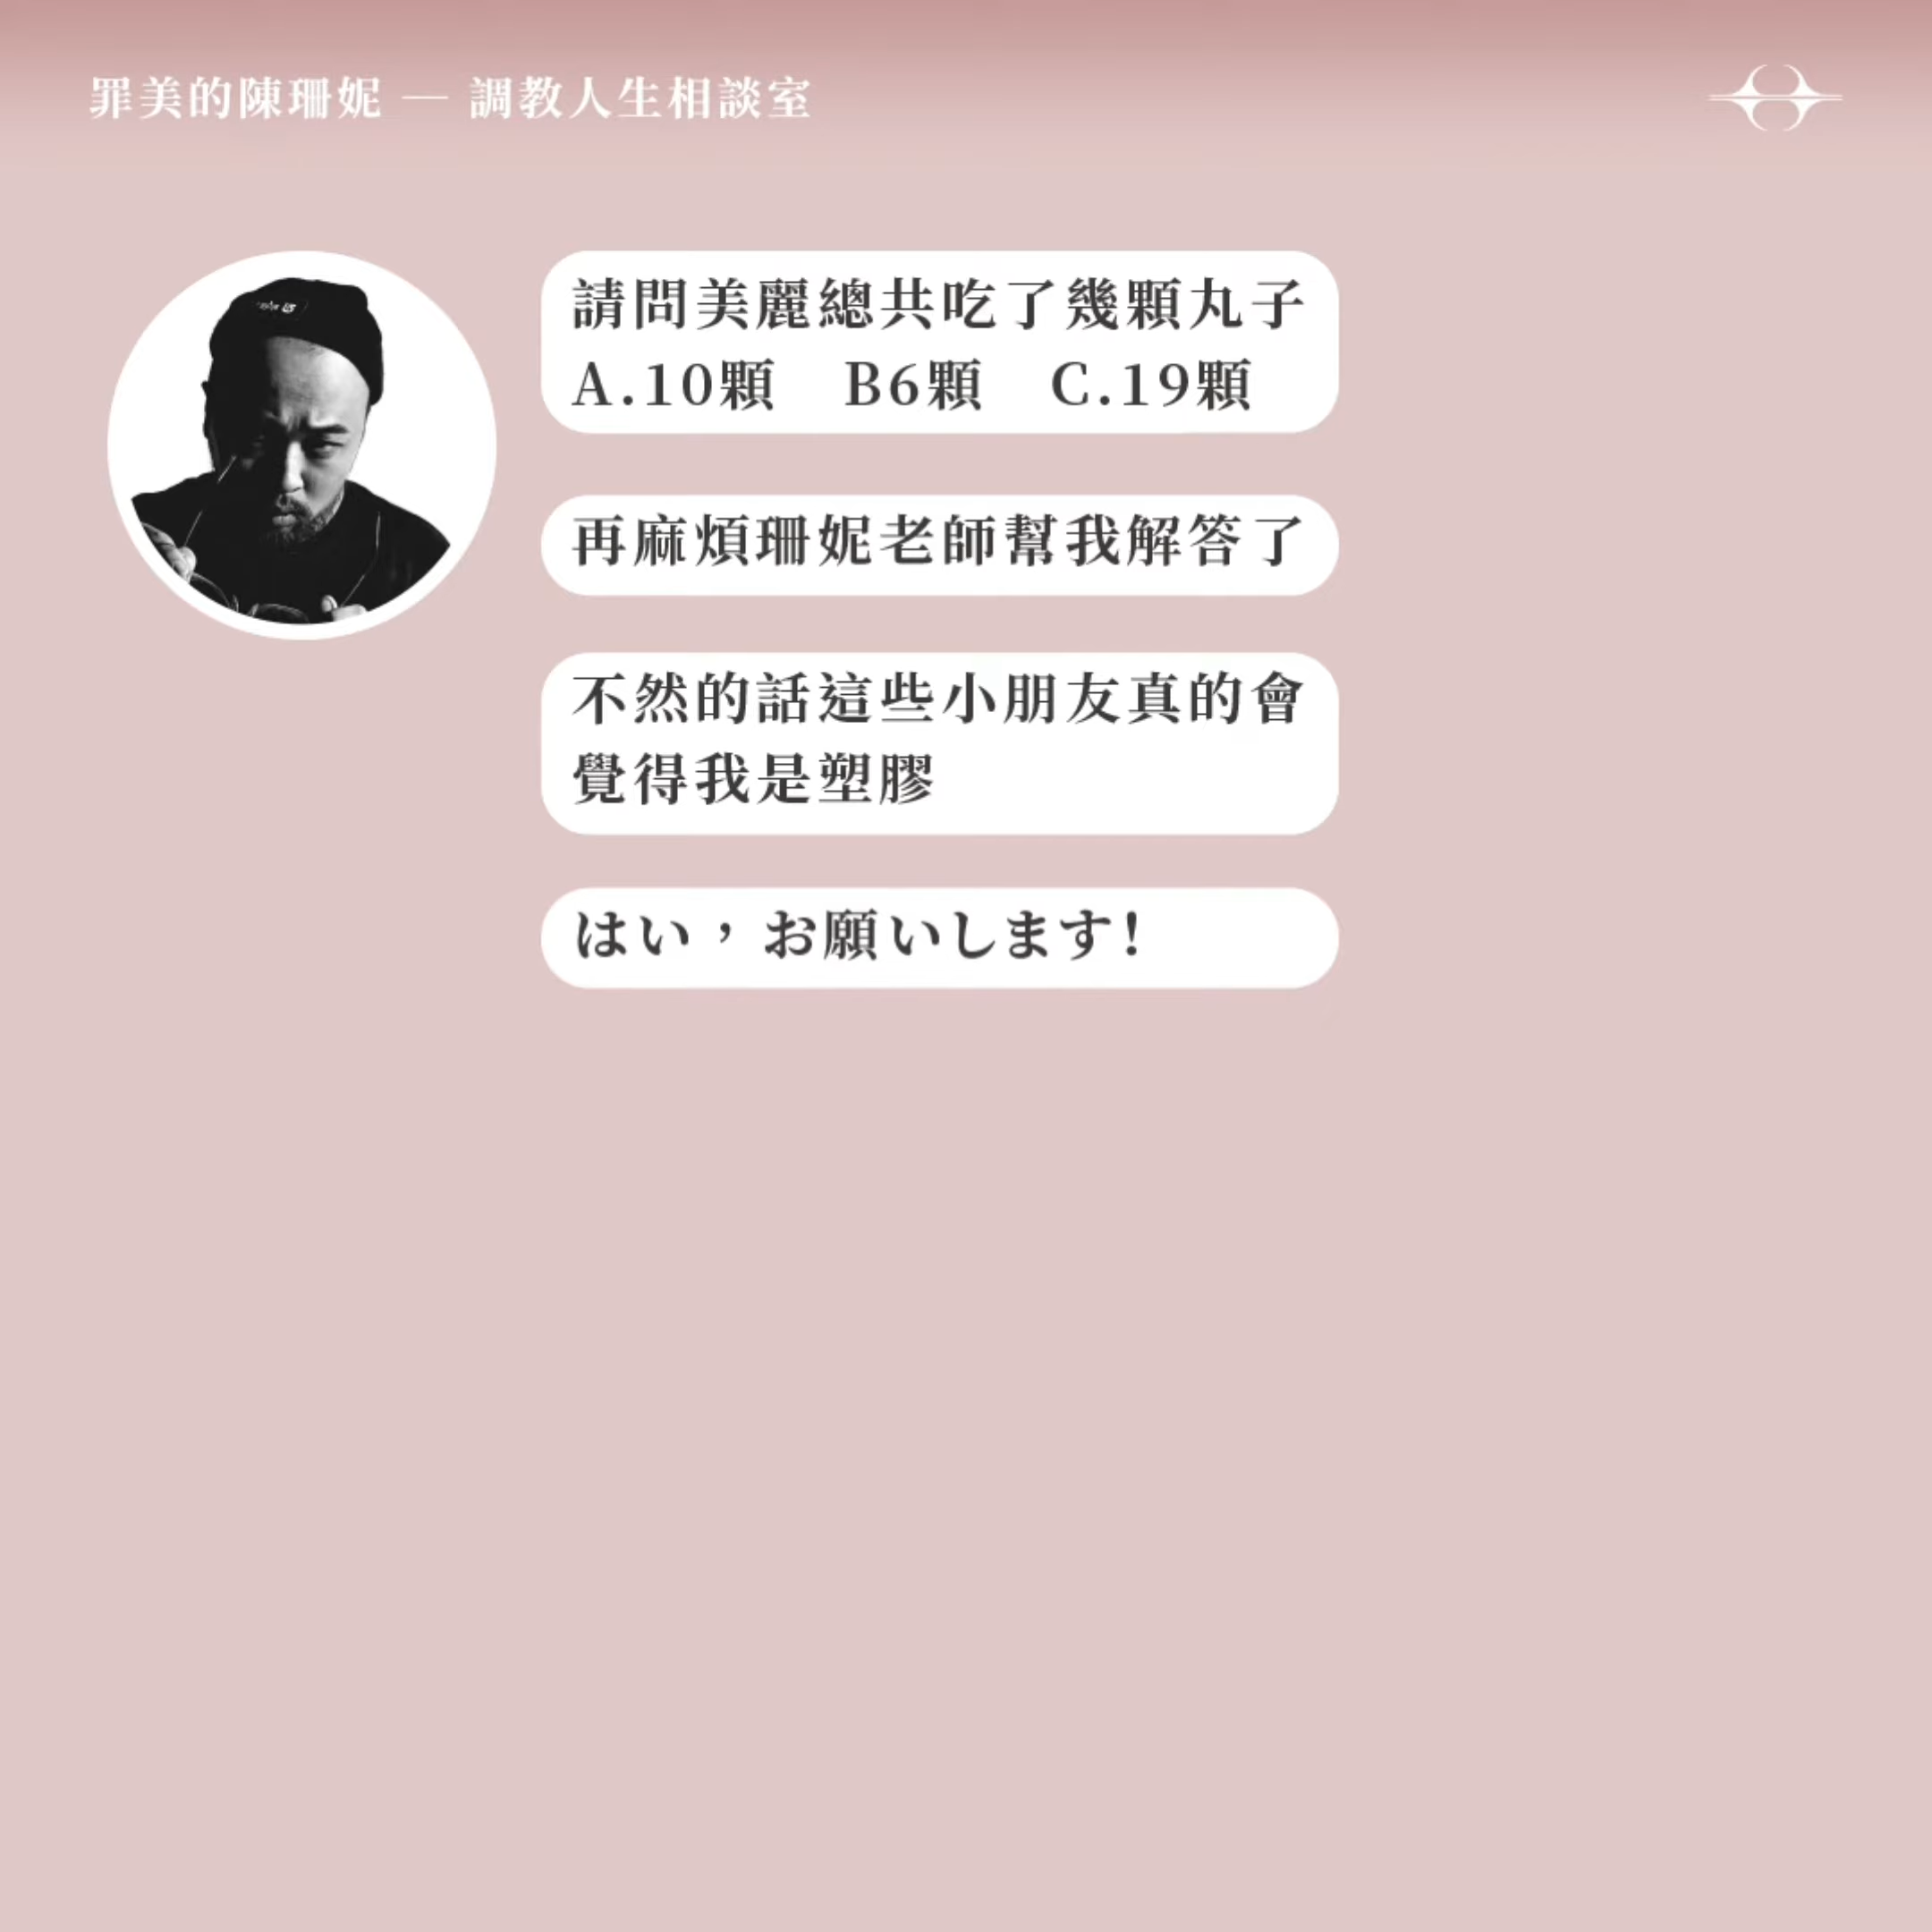 罪美的陳珊妮 — 調教人生相談室
請問美麗總共吃了幾顆丸子
A.10顆　B6顆　C.19顆
再麻煩珊妮老師幫我解答了
不然的話這些小朋友真的會
覺得我是塑膠
はい，お願いします！